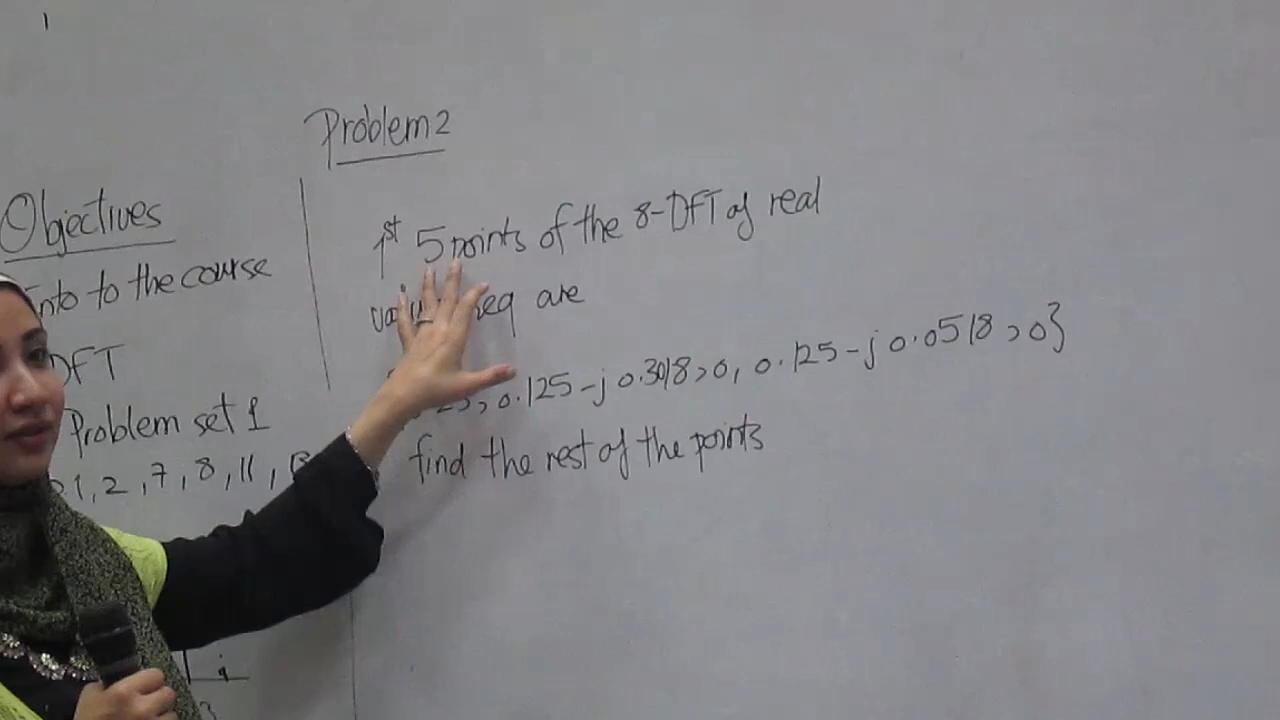 Objectives
into to the course
DFT
Problem set 1
1, 2, 7, 8, 11,
Problem 2
1st 5 points of the 8-DFT of real
seq are
0.125 - j 0.3018, 0, 0.125 - j 0.0518, 0}
find the rest of the points